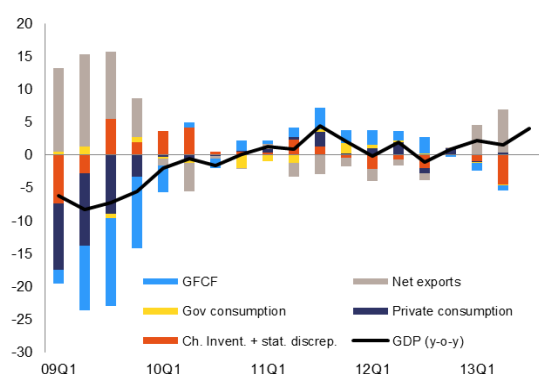 20
15
10
5
0
-5
-10
-15
-20
-25
-30
GFCF Net exports
Gov consumption Private consumption
Ch. Invent. + stat. discrep. GDP (y-o-y)
09Q1 10Q1 11Q1 12Q1 13Q1